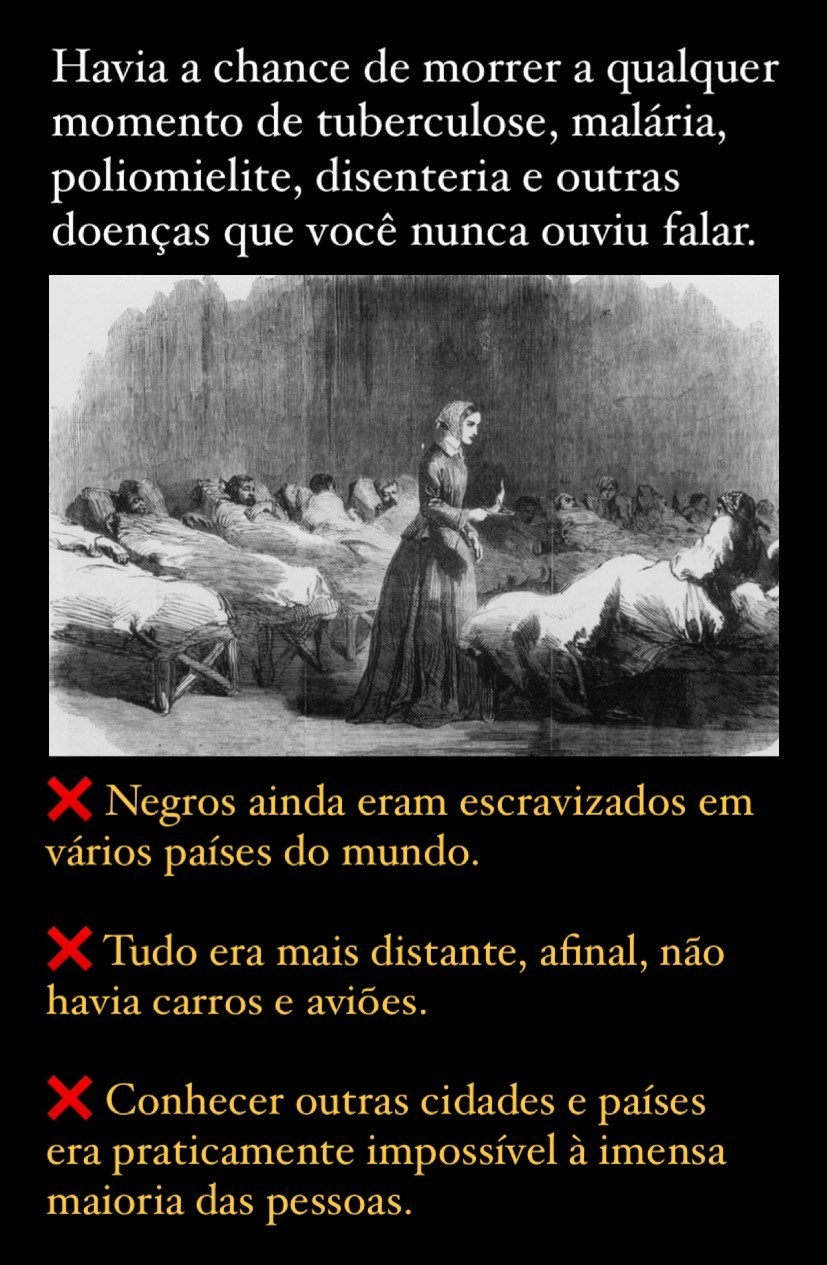 Havia a chance de morrer a qualquer
momento de tuberculose, malária,
poliomielite, disenteria e outras
doenças que você nunca ouviu falar.
❌ Negros ainda eram escravizados em
vários países do mundo.
❌ Tudo era mais distante, afinal, não
havia carros e aviões.
❌ Conhecer outras cidades e países
era praticamente impossível à imensa
maioria das pessoas.